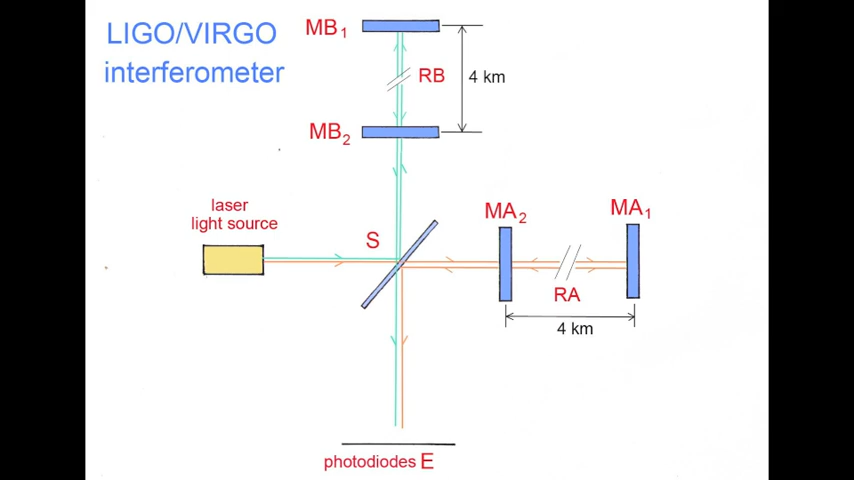 LIGO/VIRGO
interferometer
MB1
RB
4 km
MB2
laser
light source
S
MA2
MA1
RA
4 km
photodiodes E